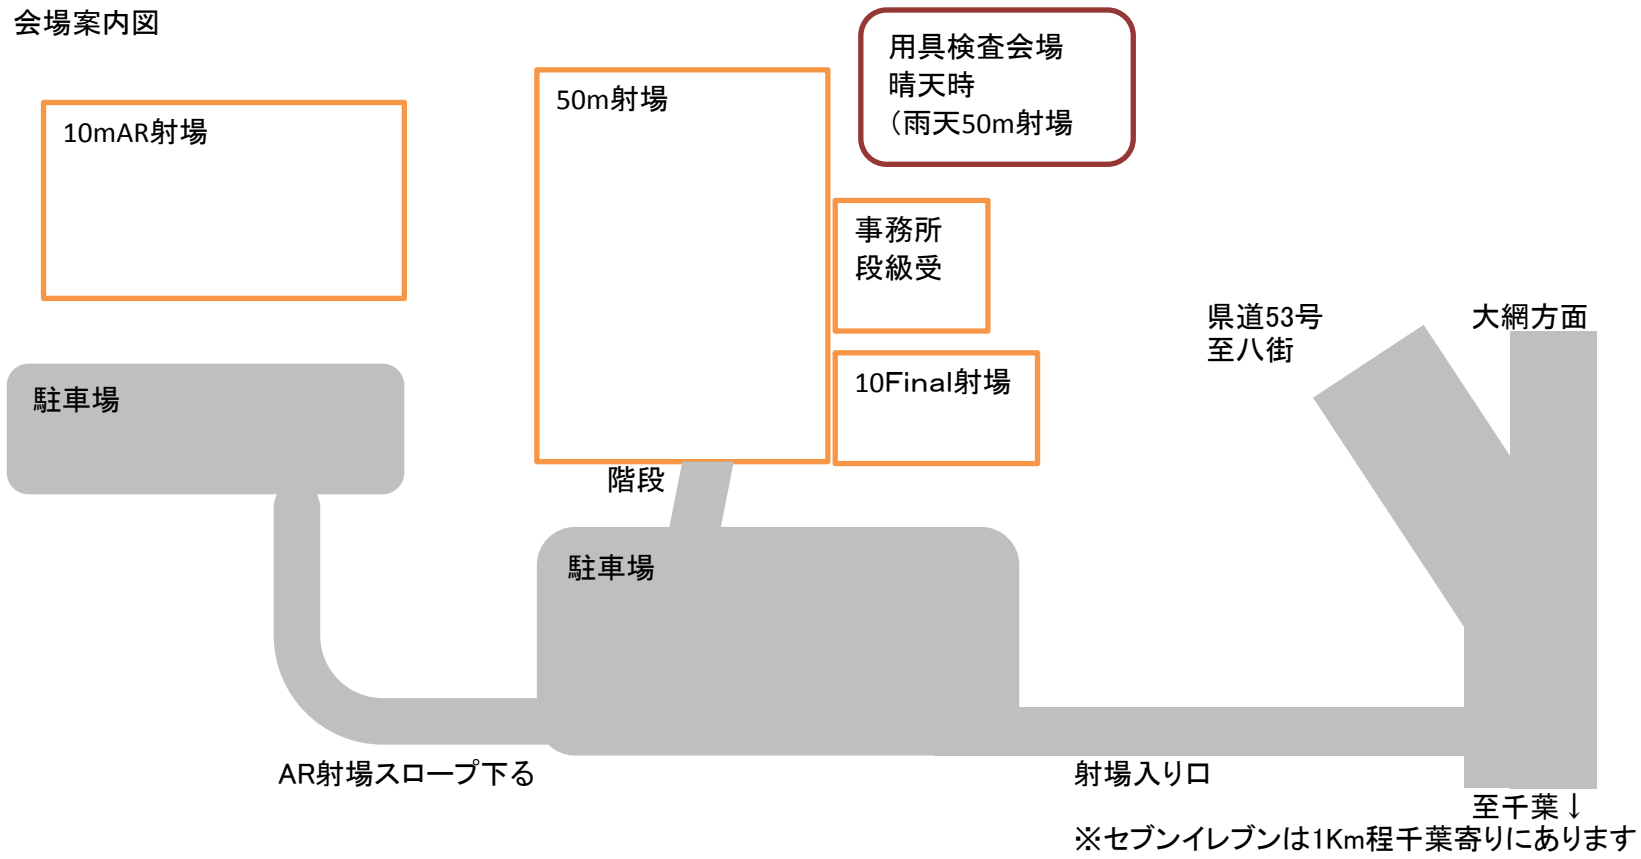 会場案内図
用具検査会場
晴天時
（雨天50m射場
50m射場
10mAR射場
事務所
段級受
県道53号
至八街
大網方面
10Final射場
駐車場
階段
駐車場
AR射場スロープ下る
射場入り口
至千葉↓
※セブンイレブンは1Km程千葉寄りにあります